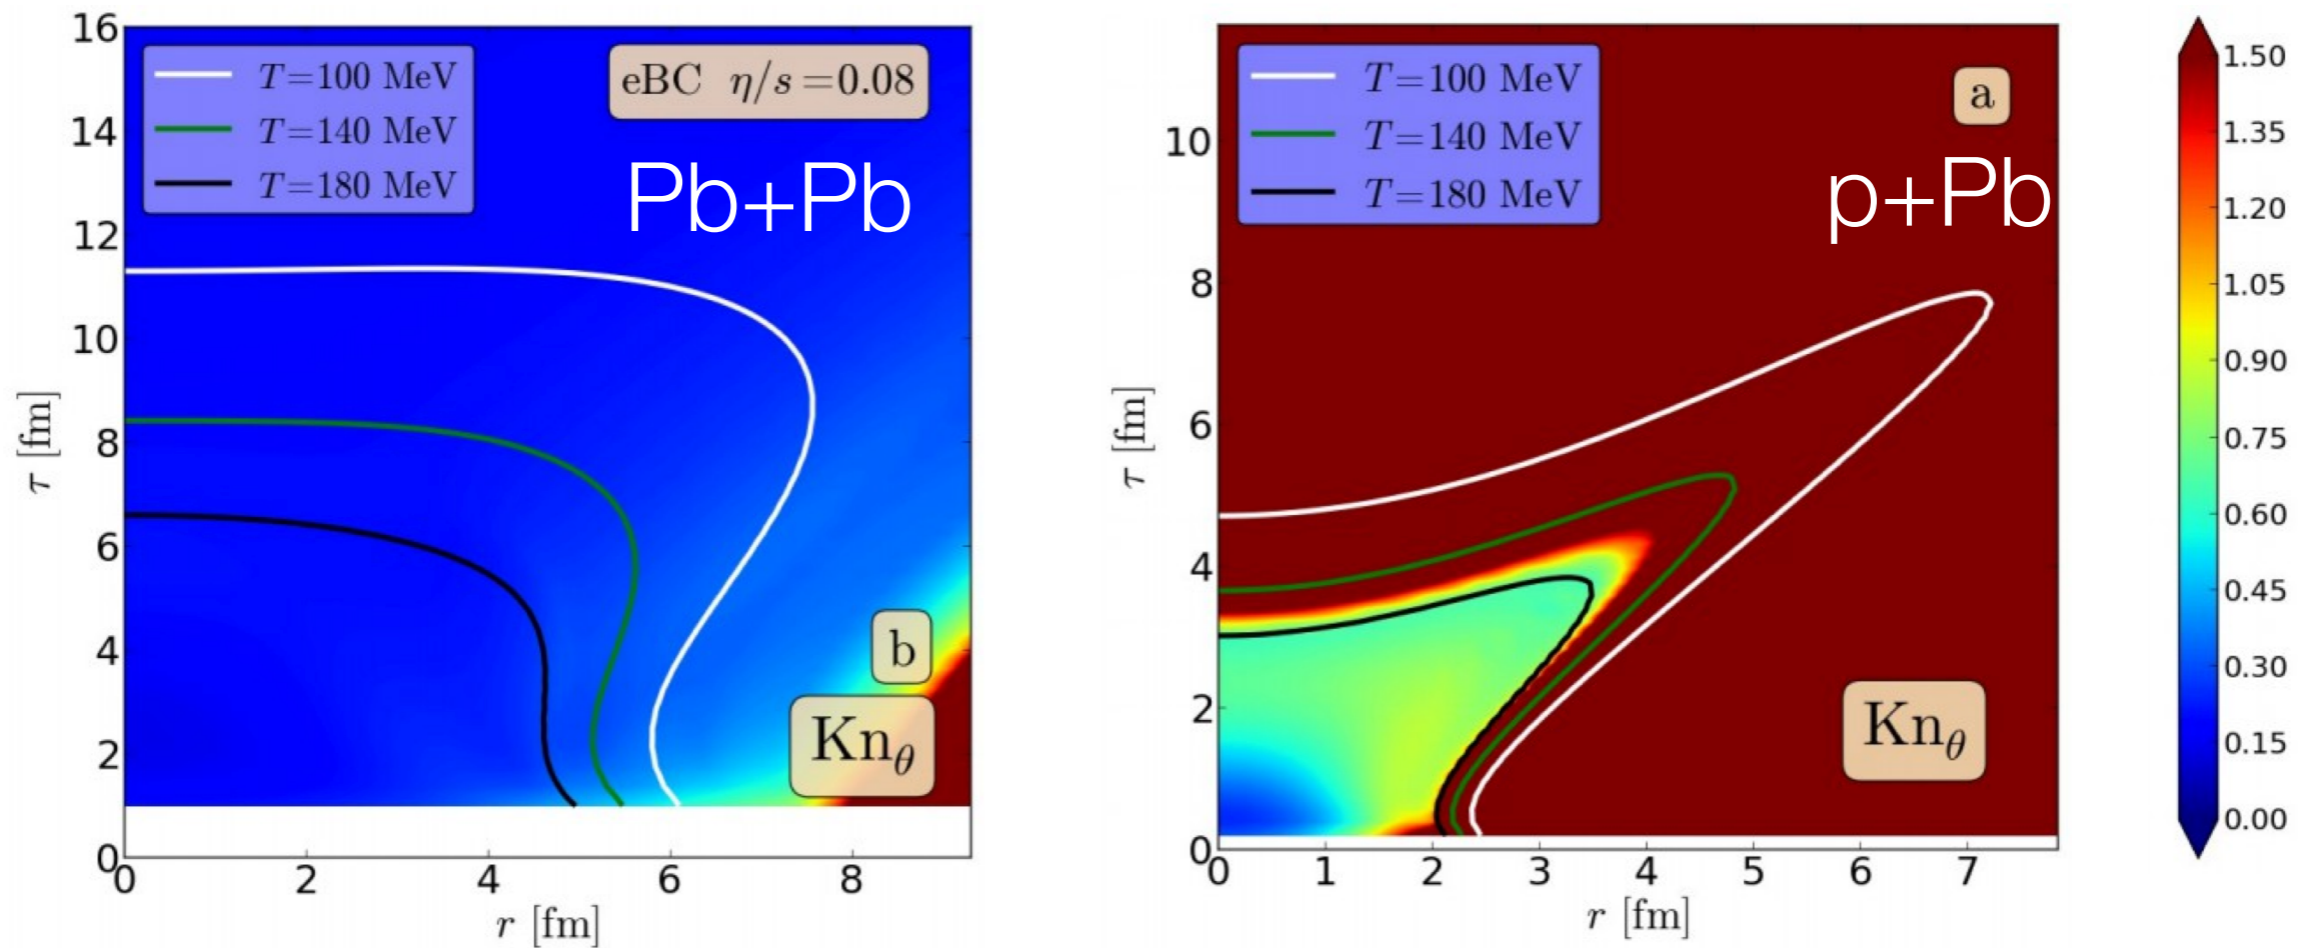 16
14
12
10
8
6
4
2
0
τ [fm]
T=100 MeV
T=140 MeV
T=180 MeV
eBC η/s=0.08
Pb+Pb
b
Knθ
0 2 4 6 8
r [fm]
10
8
6
4
2
0
τ [fm]
T=100 MeV
T=140 MeV
T=180 MeV
a
p+Pb
Knθ
0 1 2 3 4 5 6 7
r [fm]
1.50
1.35
1.20
1.05
0.90
0.75
0.60
0.45
0.30
0.15
0.00